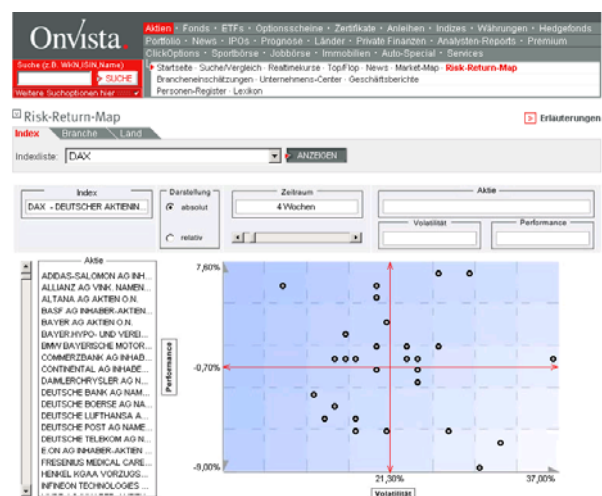 Onvista.
Aktien · Fonds · ETFs · Optionsscheine · Zertifikate · Anleihen · Indizes · Währungen · Hedgefonds
Portfolio · News · IPOs · Prognose · Länder · Private Finanzen · Analysten-Reports · Premium
ClickOptions · Sportbörse · Jobbörse · Immobilien · Auto-Special · Services
Suche (z.B. WKN,ISIN,Name)
SUCHE
Weitere Suchoptionen hier
Startseite · Suche/Vergleich · Realtimekurse · Top/Flop · News · Market-Map · Risk-Return-Map
Brancheneinschätzungen · Unternehmens-Center · Geschäftsberichte
Personen-Register · Lexikon
Risk-Return-Map
Erläuterungen
Index Branche Land
Indexliste: DAX ANZEIGEN
Index
DAX - DEUTSCHER AKTIENIN...
Darstellung
absolut
relativ
Zeitraum
4 Wochen
Aktie
Volatilität
Performance
Aktie
ADIDAS-SALOMON AG INH...
ALLIANZ AG VINK. NAMEN...
ALTANA AG AKTIEN O.N.
BASF AG INHABER-AKTIEN...
BAYER AG AKTIEN O.N.
BAYER.HYPO- UND VEREI...
BMW BAYERISCHE MOTOR...
COMMERZBANK AG INHAB...
CONTINENTAL AG INHABE...
DAIMLERCHRYSLER AG N...
DEUTSCHE BANK AG NAM...
DEUTSCHE BOERSE AG NA...
DEUTSCHE LUFTHANSA A...
DEUTSCHE POST AG NAME...
DEUTSCHE TELEKOM AG N...
E.ON AG INHABER-AKTIEN ...
FRESENIUS MEDICAL CARE...
HENKEL KGAA VORZUGS...
INFINEON TECHNOLOGIES ...
7,60%
Performance
-0,70%
-9,00%
21,30%
37,00%
Volatilität